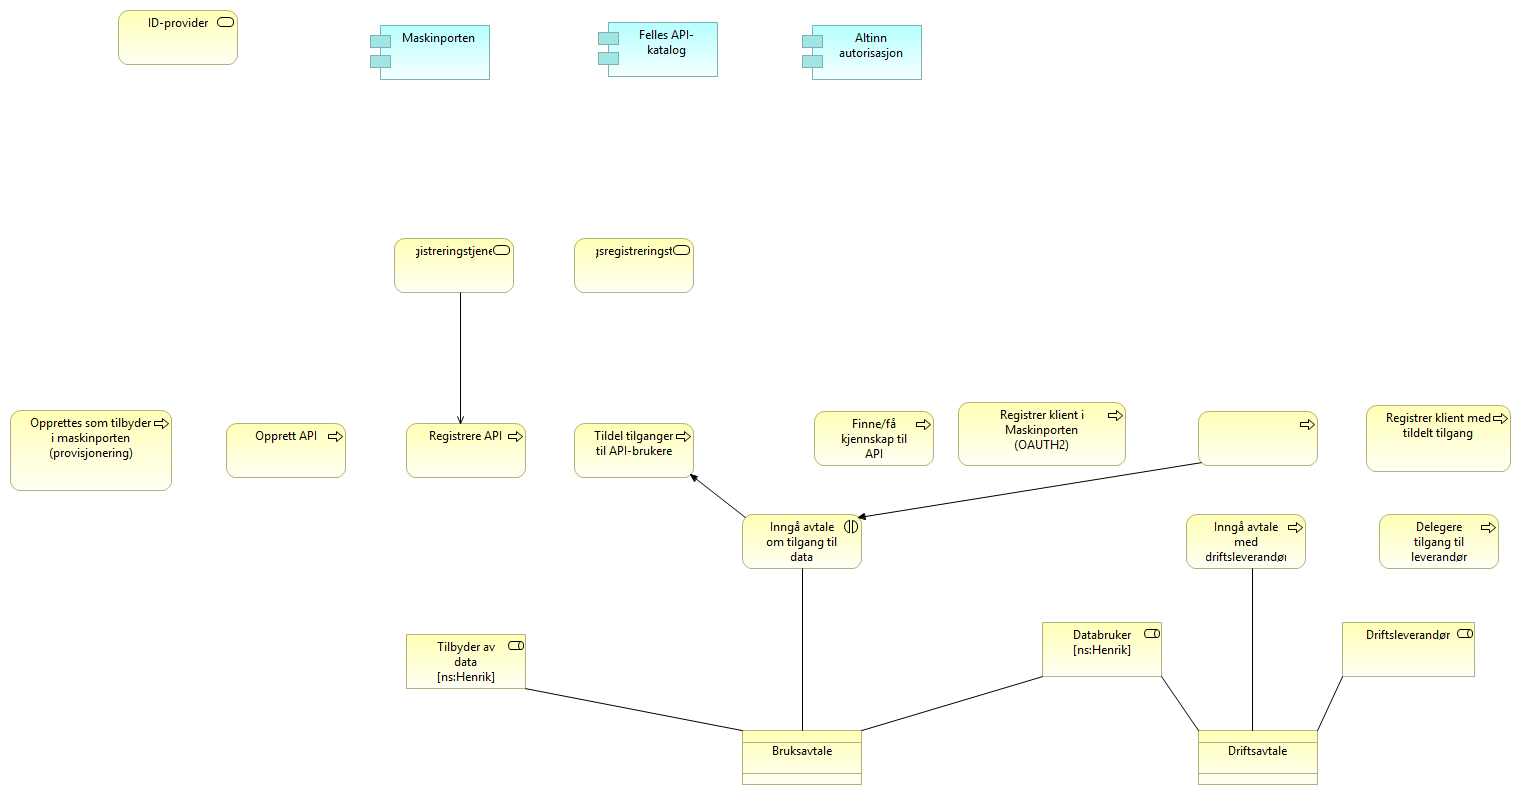 ID-provider
Maskinporten
Felles API-
katalog
Altinn
autorisasjon
gistreringstjene
gsregistreringst
Opprettes som tilbyder
i maskinporten
(provisjonering)
Opprett API
Registrere API
Tildel tilganger
til API-brukere
Finne/få
kjennskap til
API
Registrer klient i
Maskinporten
(OAUTH2)
Registrer klient med
tildelt tilgang
Inngå avtale
om tilgang til
data
Inngå avtale
med
driftsleverandør
Delegere
tilgang til
leverandør
Tilbyder av
data
[ns:Henrik]
Databruker
[ns:Henrik]
Driftsleverandør
Bruksavtale
Driftsavtale